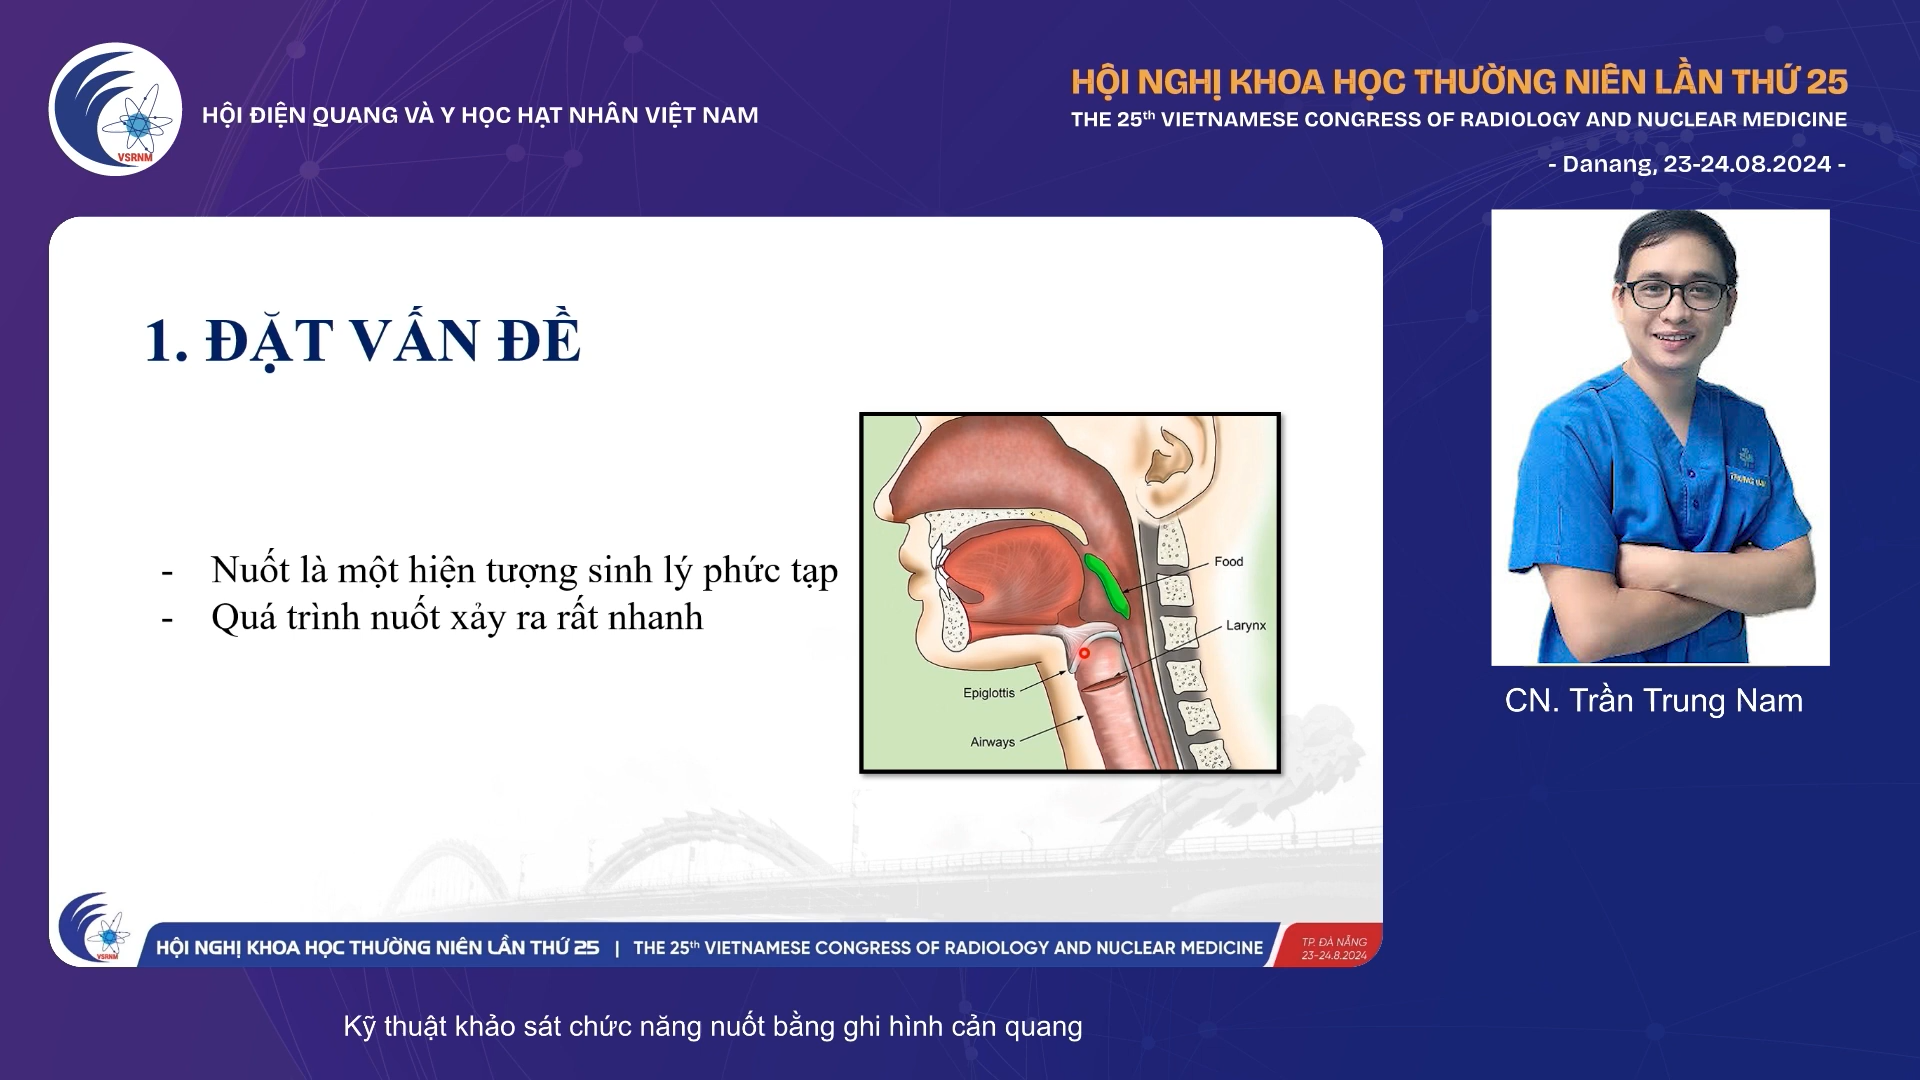 VSRNM
HỘI ĐIỆN QUANG VÀ Y HỌC HẠT NHÂN VIỆT NAM
HỘI NGHỊ KHOA HỌC THƯỜNG NIÊN LẦN THỨ 25
THE 25th VIETNAMESE CONGRESS OF RADIOLOGY AND NUCLEAR MEDICINE
- Danang, 23-24.08.2024 -
1. ĐẶT VẤN ĐỀ
- Nuốt là một hiện tượng sinh lý phức tạp
- Quá trình nuốt xảy ra rất nhanh
Food
Larynx
Epiglottis
Airways
CN. Trần Trung Nam
VSRNM
HỘI NGHỊ KHOA HỌC THƯỜNG NIÊN LẦN THỨ 25 | THE 25th VIETNAMESE CONGRESS OF RADIOLOGY AND NUCLEAR MEDICINE
TP. ĐÀ NẴNG
23-24.8.2024
Kỹ thuật khảo sát chức năng nuốt bằng ghi hình cản quang